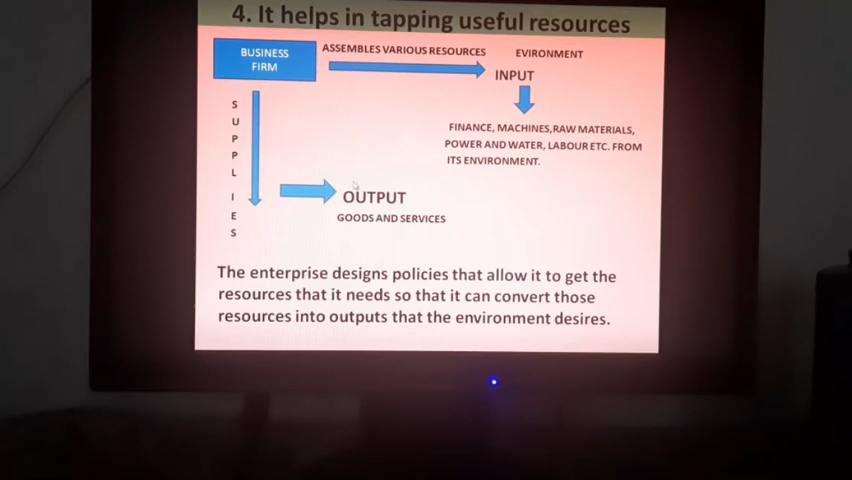 4. It helps in tapping useful resources
BUSINESS
FIRM
ASSEMBLES VARIOUS RESOURCES
EVIRONMENT
INPUT
FINANCE, MACHINES,RAW MATERIALS,
POWER AND WATER, LABOUR ETC. FROM
ITS ENVIRONMENT.
S
U
P
P
L
I
E
S
OUTPUT
GOODS AND SERVICES
The enterprise designs policies that allow it to get the
resources that it needs so that it can convert those
resources into outputs that the environment desires.